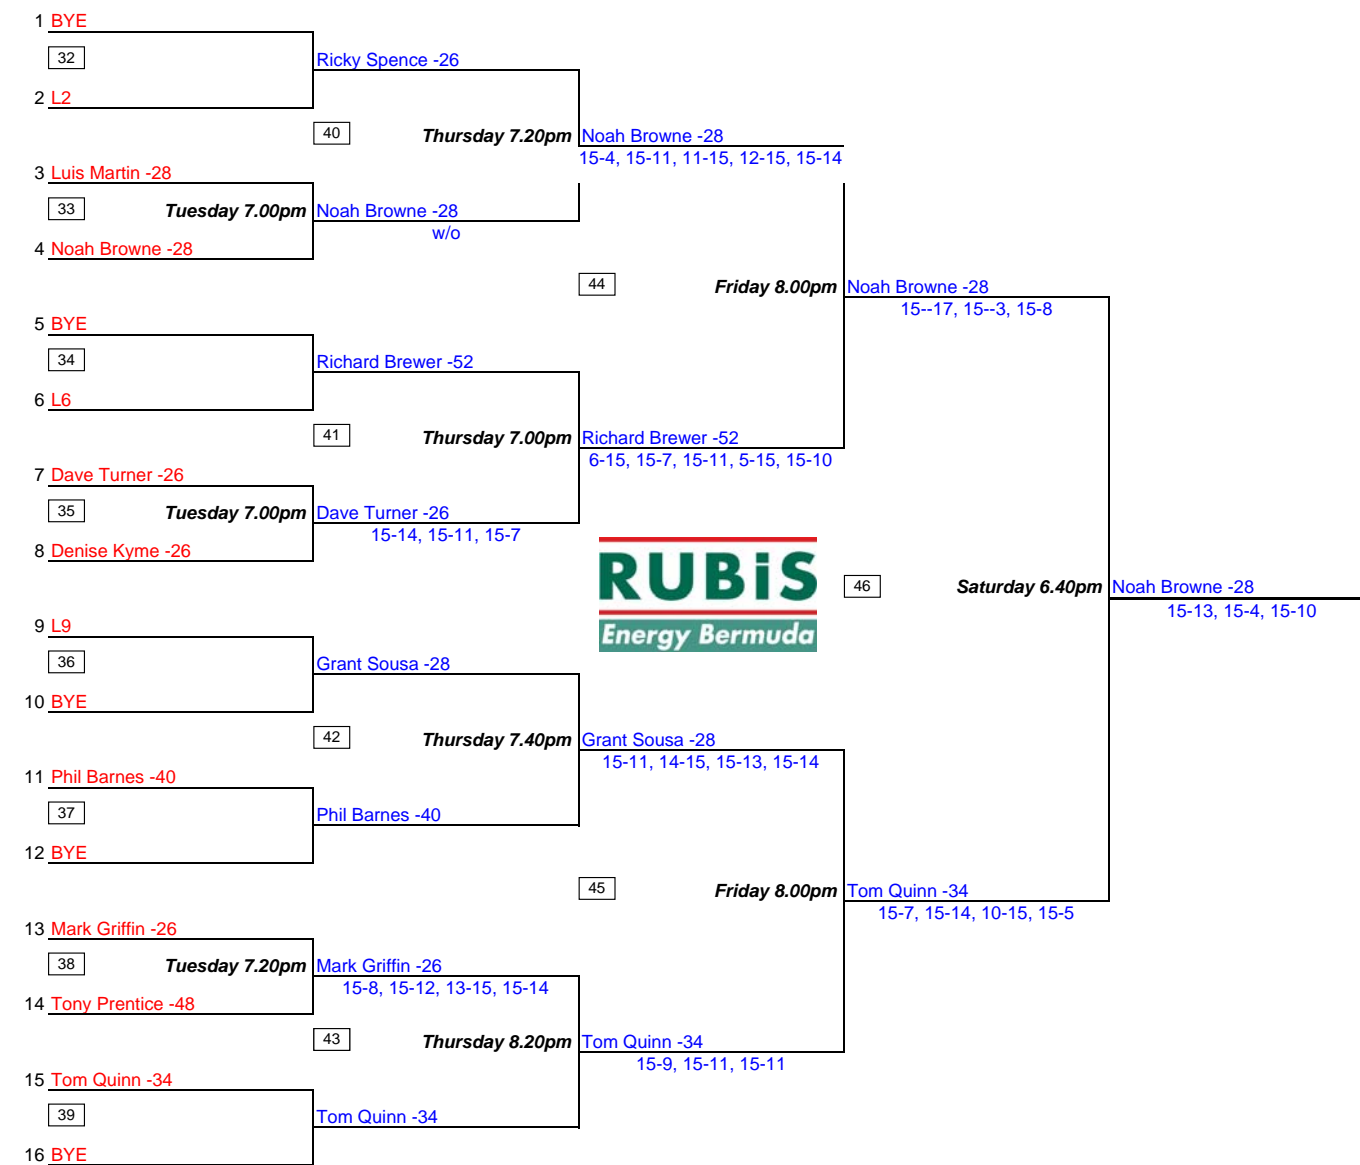 1 BYE
32
Ricky Spence -26
2 L2
40 Thursday 7.20pm Noah Browne -28
15-4, 15-11, 11-15, 12-15, 15-14
3 Luis Martin -28
33 Tuesday 7.00pm Noah Browne -28
w/o
4 Noah Browne -28
44 Friday 8.00pm Noah Browne -28
15--17, 15--3, 15-8
5 BYE
34 Richard Brewer -52
6 L6
41 Thursday 7.00pm Richard Brewer -52
6-15, 15-7, 15-11, 5-15, 15-10
7 Dave Turner -26
35 Tuesday 7.00pm Dave Turner -26
15-14, 15-11, 15-7
8 Denise Kyme -26
RUBiS
Energy Bermuda
46 Saturday 6.40pm Noah Browne -28
15-13, 15-4, 15-10
9 L9
36 Grant Sousa -28
10 BYE
42 Thursday 7.40pm Grant Sousa -28
15-11, 14-15, 15-13, 15-14
11 Phil Barnes -40
37 Phil Barnes -40
12 BYE
45 Friday 8.00pm Tom Quinn -34
15-7, 15-14, 10-15, 15-5
13 Mark Griffin -26
38 Tuesday 7.20pm Mark Griffin -26
15-8, 15-12, 13-15, 15-14
14 Tony Prentice -48
43 Thursday 8.20pm Tom Quinn -34
15-9, 15-11, 15-11
15 Tom Quinn -34
39 Tom Quinn -34
16 BYE